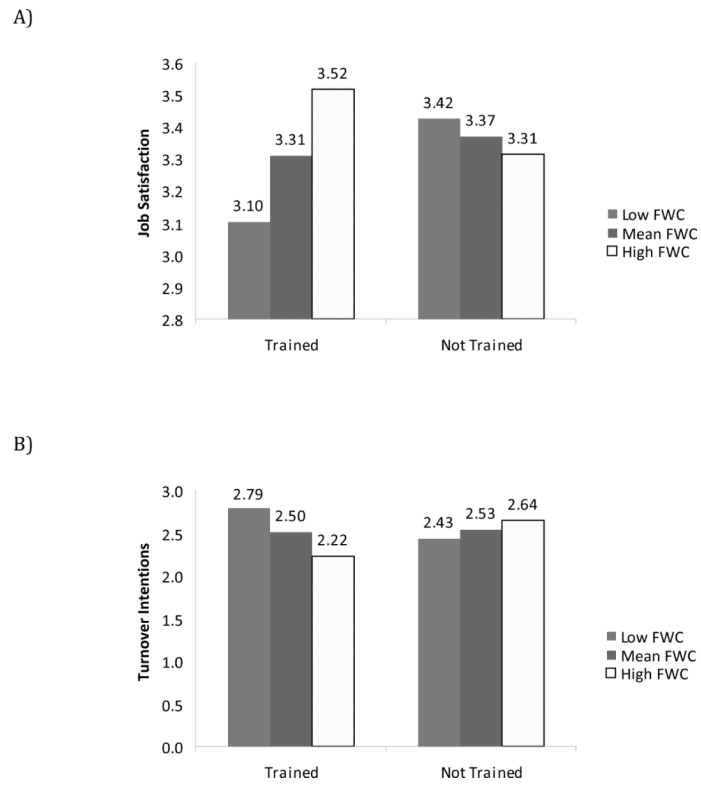 A)
Job Satisfaction
3.6
3.5
3.4
3.3
3.2
3.1
3.0
2.9
2.8
3.10
3.31
3.52
3.42
3.37
3.31
Trained
Not Trained
Low FWC
Mean FWC
High FWC
B)
Turnover Intentions
3.0
2.5
2.0
1.5
1.0
0.5
0.0
2.79
2.50
2.22
2.43
2.53
2.64
Trained
Not Trained
Low FWC
Mean FWC
High FWC